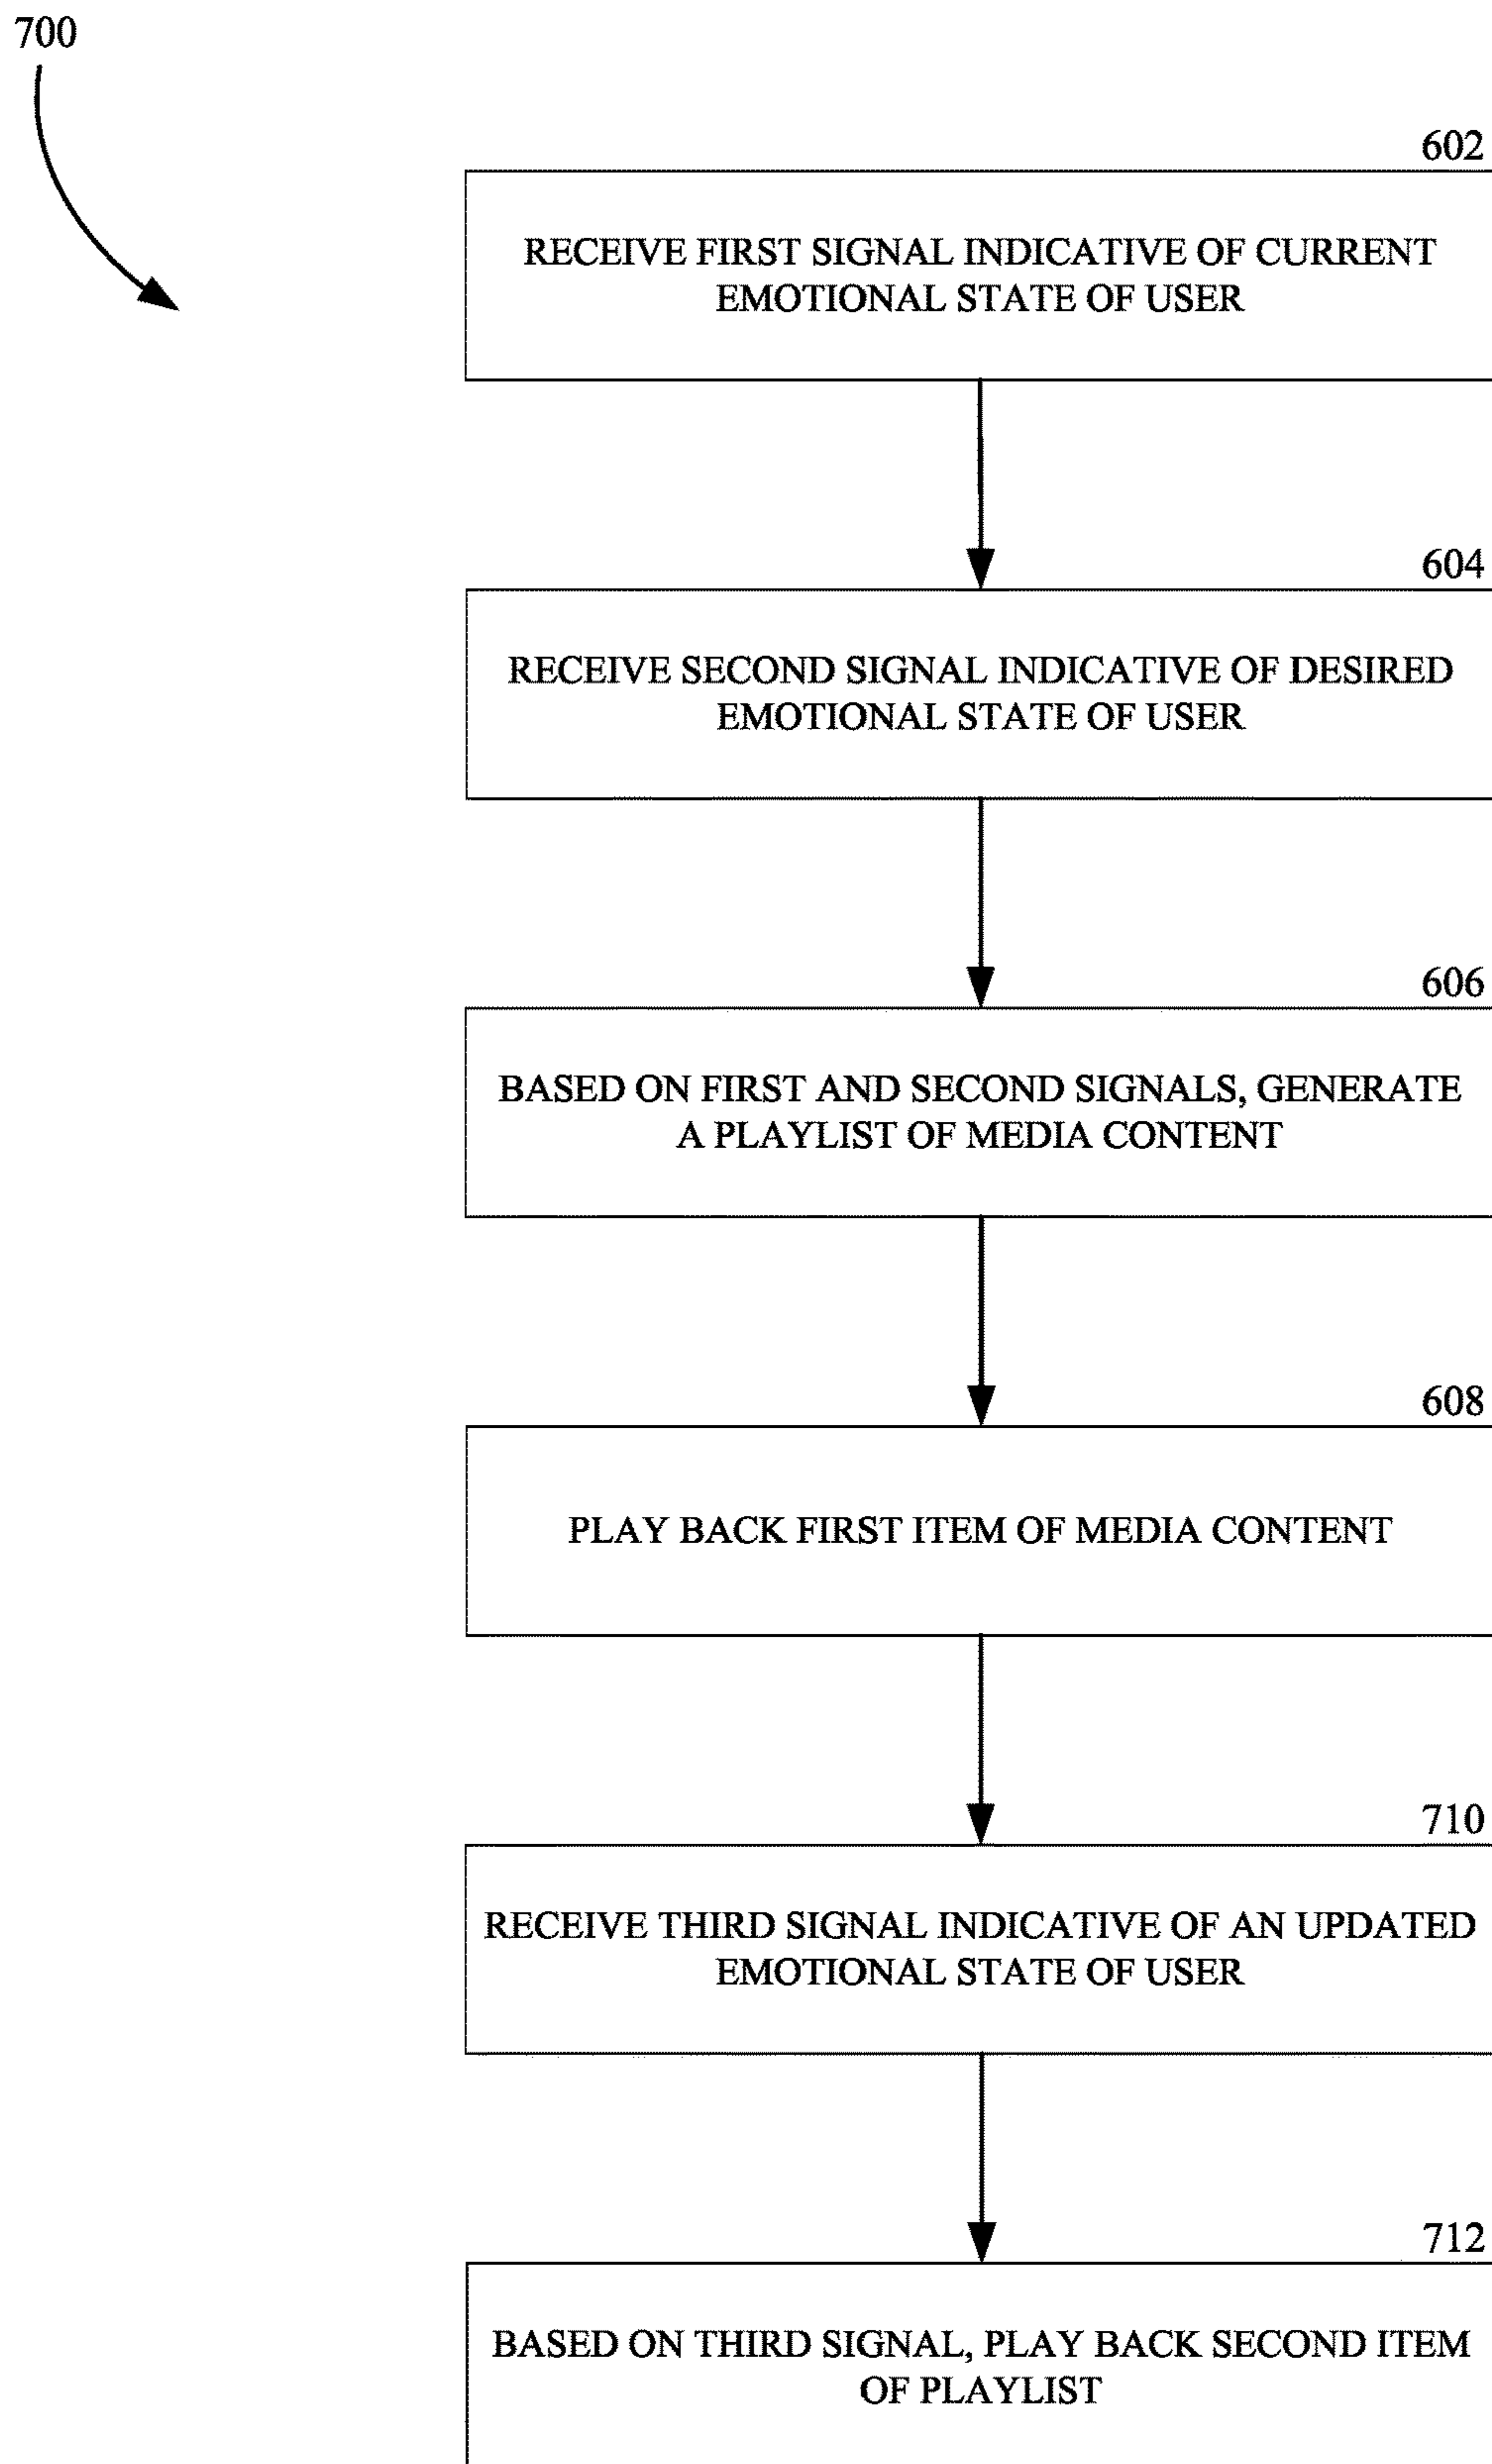 700
602
RECEIVE FIRST SIGNAL INDICATIVE OF CURRENT
EMOTIONAL STATE OF USER
604
RECEIVE SECOND SIGNAL INDICATIVE OF DESIRED
EMOTIONAL STATE OF USER
606
BASED ON FIRST AND SECOND SIGNALS, GENERATE
A PLAYLIST OF MEDIA CONTENT
608
PLAY BACK FIRST ITEM OF MEDIA CONTENT
710
RECEIVE THIRD SIGNAL INDICATIVE OF AN UPDATED
EMOTIONAL STATE OF USER
712
BASED ON THIRD SIGNAL, PLAY BACK SECOND ITEM
OF PLAYLIST